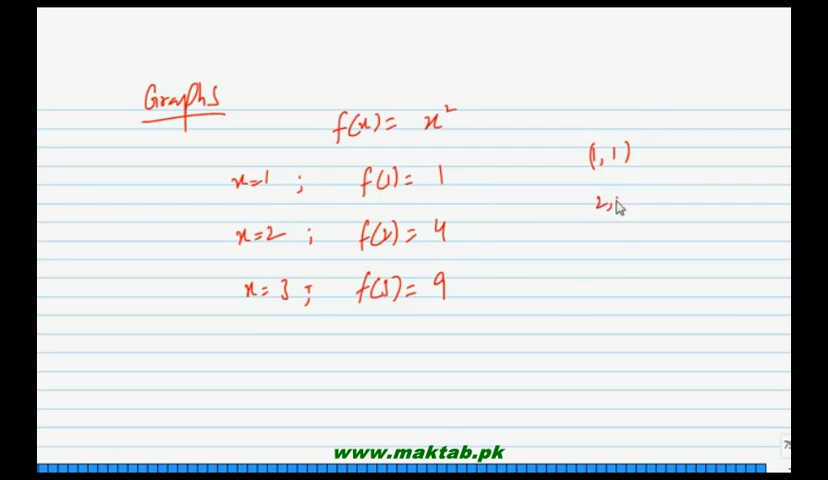 Graphs
f(x) = x²
(1, 1)
x=1 ; f(1) = 1
2,
x=2 ; f(2) = 4
x = 3 ; f(3) = 9
www.maktab.pk